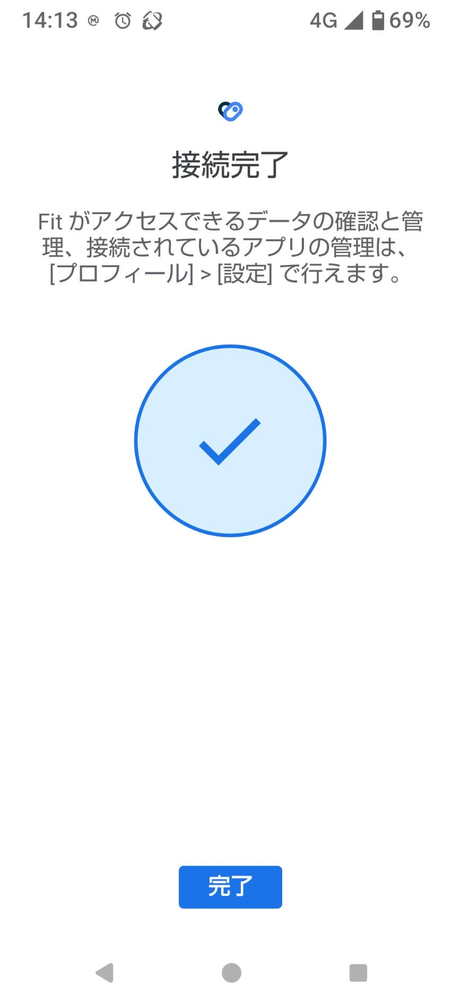 14:13 4G 69%
接続完了
Fit がアクセスできるデータの確認と管
理、接続されているアプリの管理は、
[プロフィール] > [設定] で行えます。
完了